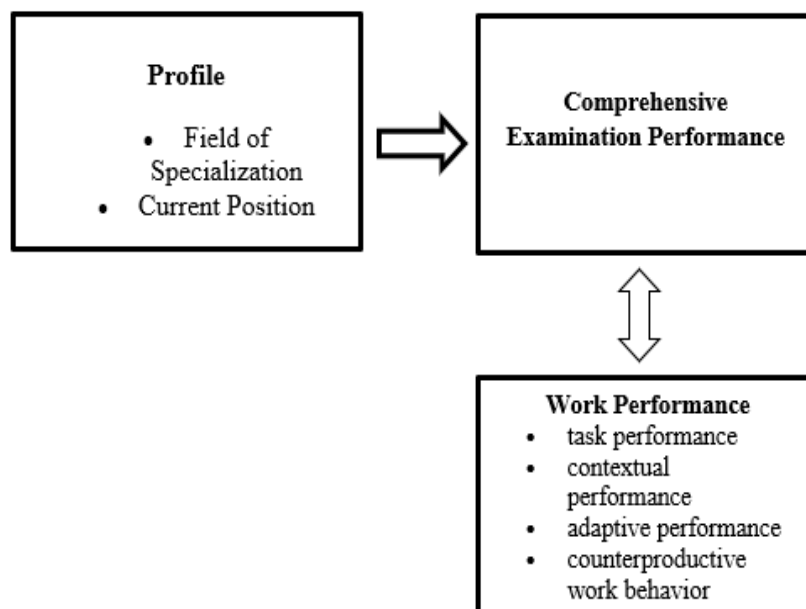 Profile
• Field of
Specialization
• Current Position
Comprehensive
Examination Performance
Work Performance
• task performance
• contextual
performance
• adaptive performance
• counterproductive
work behavior